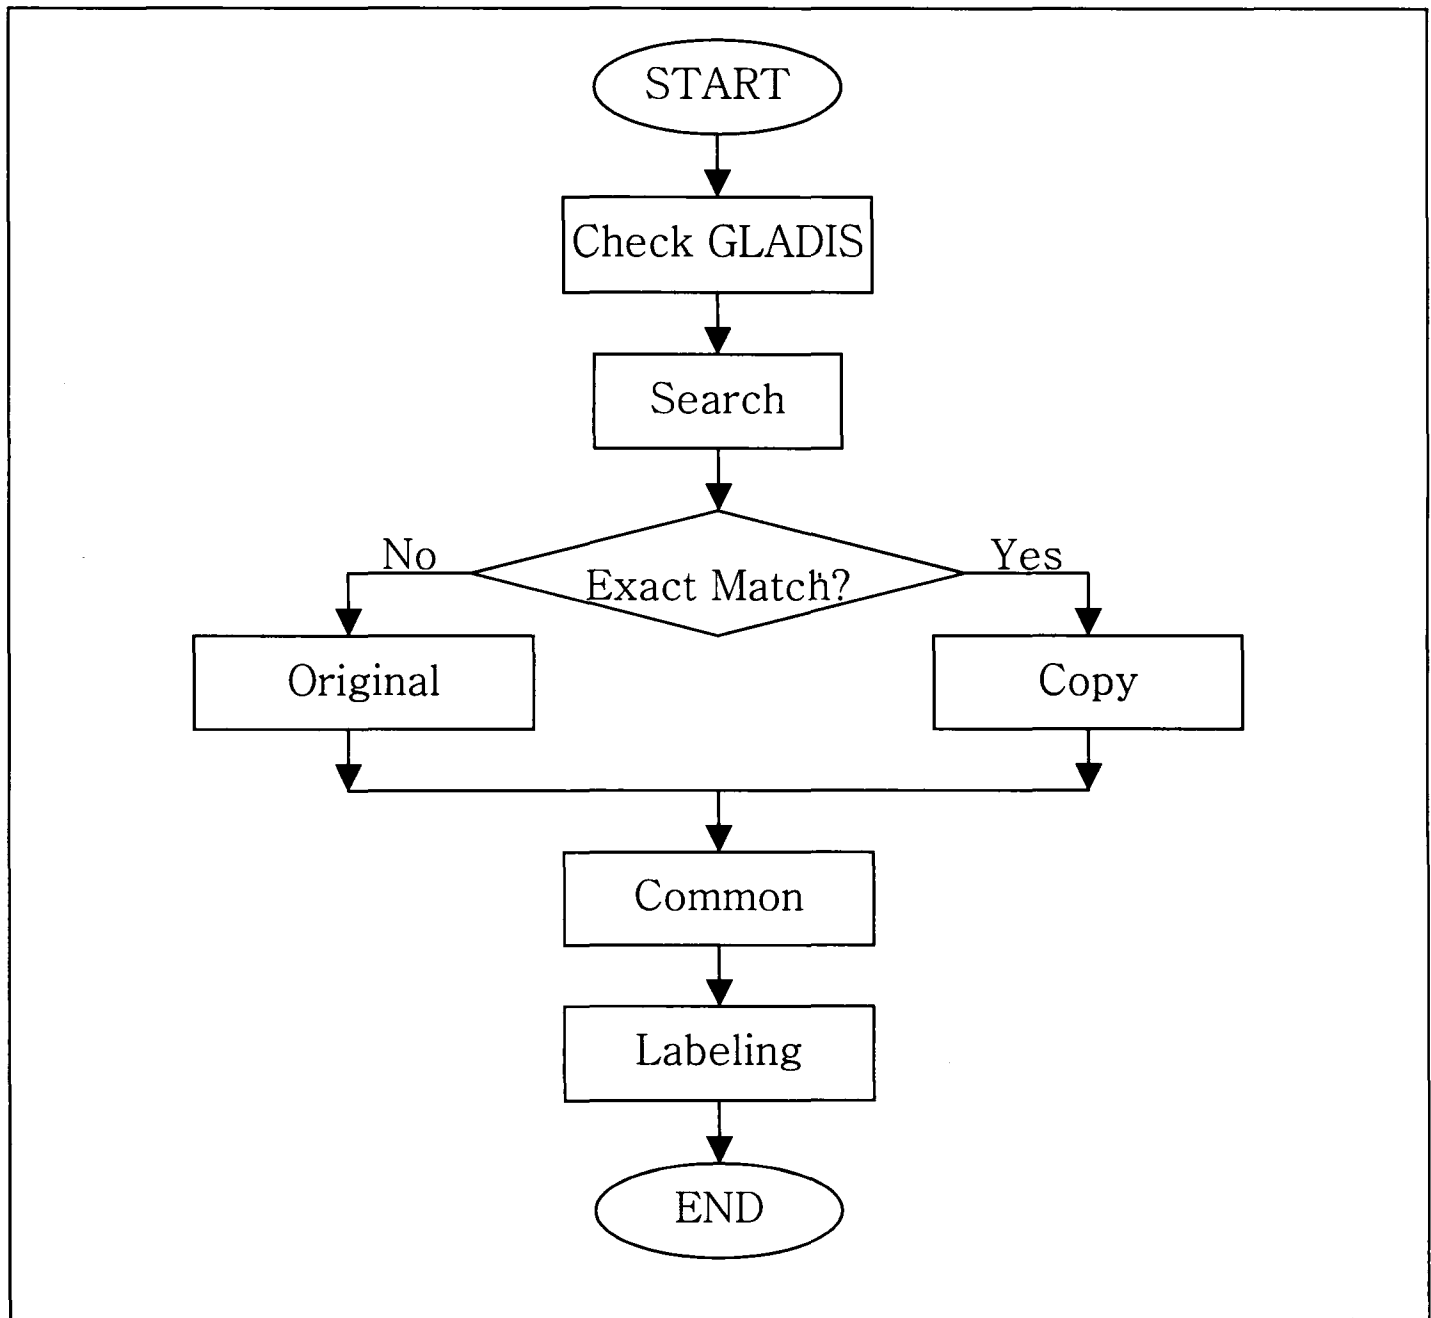 START
Check GLADIS
Search
No
Yes
Exact Match?
Original
Copy
Common
Labeling
END